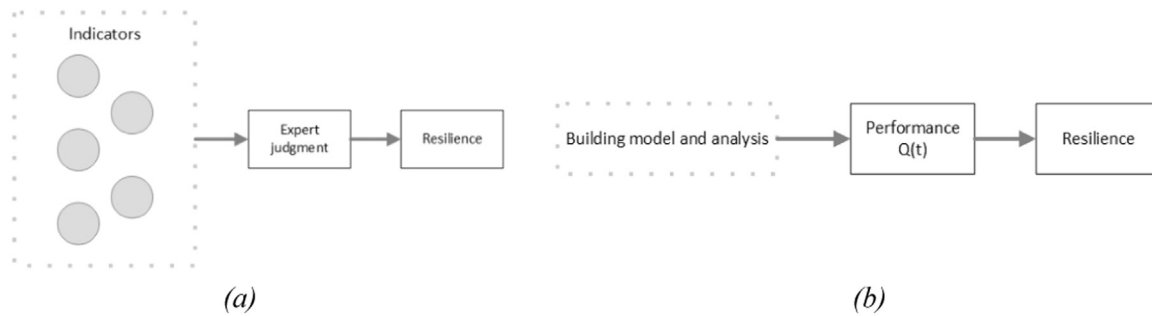 Indicators
Expert
judgment
Resilience
(a)
Building model and analysis
Performance
Q(t)
Resilience
(b)